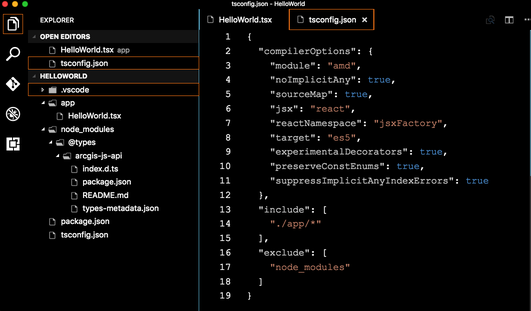 tsconfig.json - HelloWorld
EXPLORER
OPEN EDITORS
HelloWorld.tsx app
tsconfig.json
HELLOWORLD
.vscode
app
HelloWorld.tsx
node_modules
@types
arcgis-js-api
index.d.ts
package.json
README.md
types-metadata.json
package.json
tsconfig.json
HelloWorld.tsx
tsconfig.json
1 {
2 "compilerOptions": {
3 "module": "amd",
4 "noImplicitAny": true,
5 "sourceMap": true,
6 "jsx": "react",
7 "reactNamespace": "jsxFactory",
8 "target": "es5",
9 "experimentalDecorators": true,
10 "preserveConstEnums": true,
11 "suppressImplicitAnyIndexErrors": true
12 },
13 "include": [
14 "./app/*"
15 ],
16 "exclude": [
17 "node_modules"
18 ]
19 }